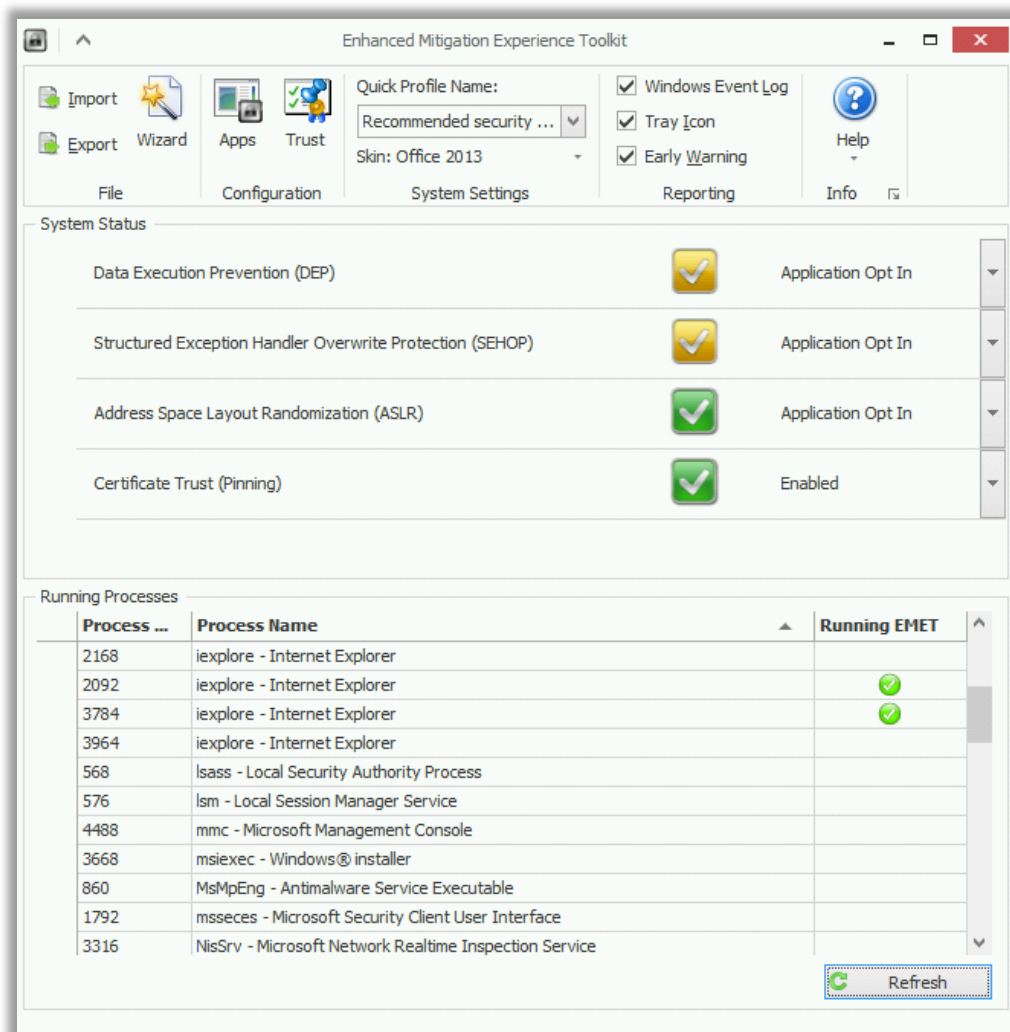 Enhanced Mitigation Experience Toolkit
Import
Export
Wizard
File
Apps
Trust
Configuration
Quick Profile Name:
Recommended security ...
Skin: Office 2013
System Settings
Windows Event Log
Tray Icon
Early Warning
Reporting
Help
Info
System Status
Data Execution Prevention (DEP) Application Opt In
Structured Exception Handler Overwrite Protection (SEHOP) Application Opt In
Address Space Layout Randomization (ASLR) Application Opt In
Certificate Trust (Pinning) Enabled
Running Processes
Process ... Process Name Running EMET
2168 iexplore - Internet Explorer
2092 iexplore - Internet Explorer
3784 iexplore - Internet Explorer
3964 iexplore - Internet Explorer
568 lsass - Local Security Authority Process
576 lsm - Local Session Manager Service
4488 mmc - Microsoft Management Console
3668 msiexec - Windows® installer
860 MsMpEng - Antimalware Service Executable
1792 msseces - Microsoft Security Client User Interface
3316 NisSrv - Microsoft Network Realtime Inspection Service
Refresh